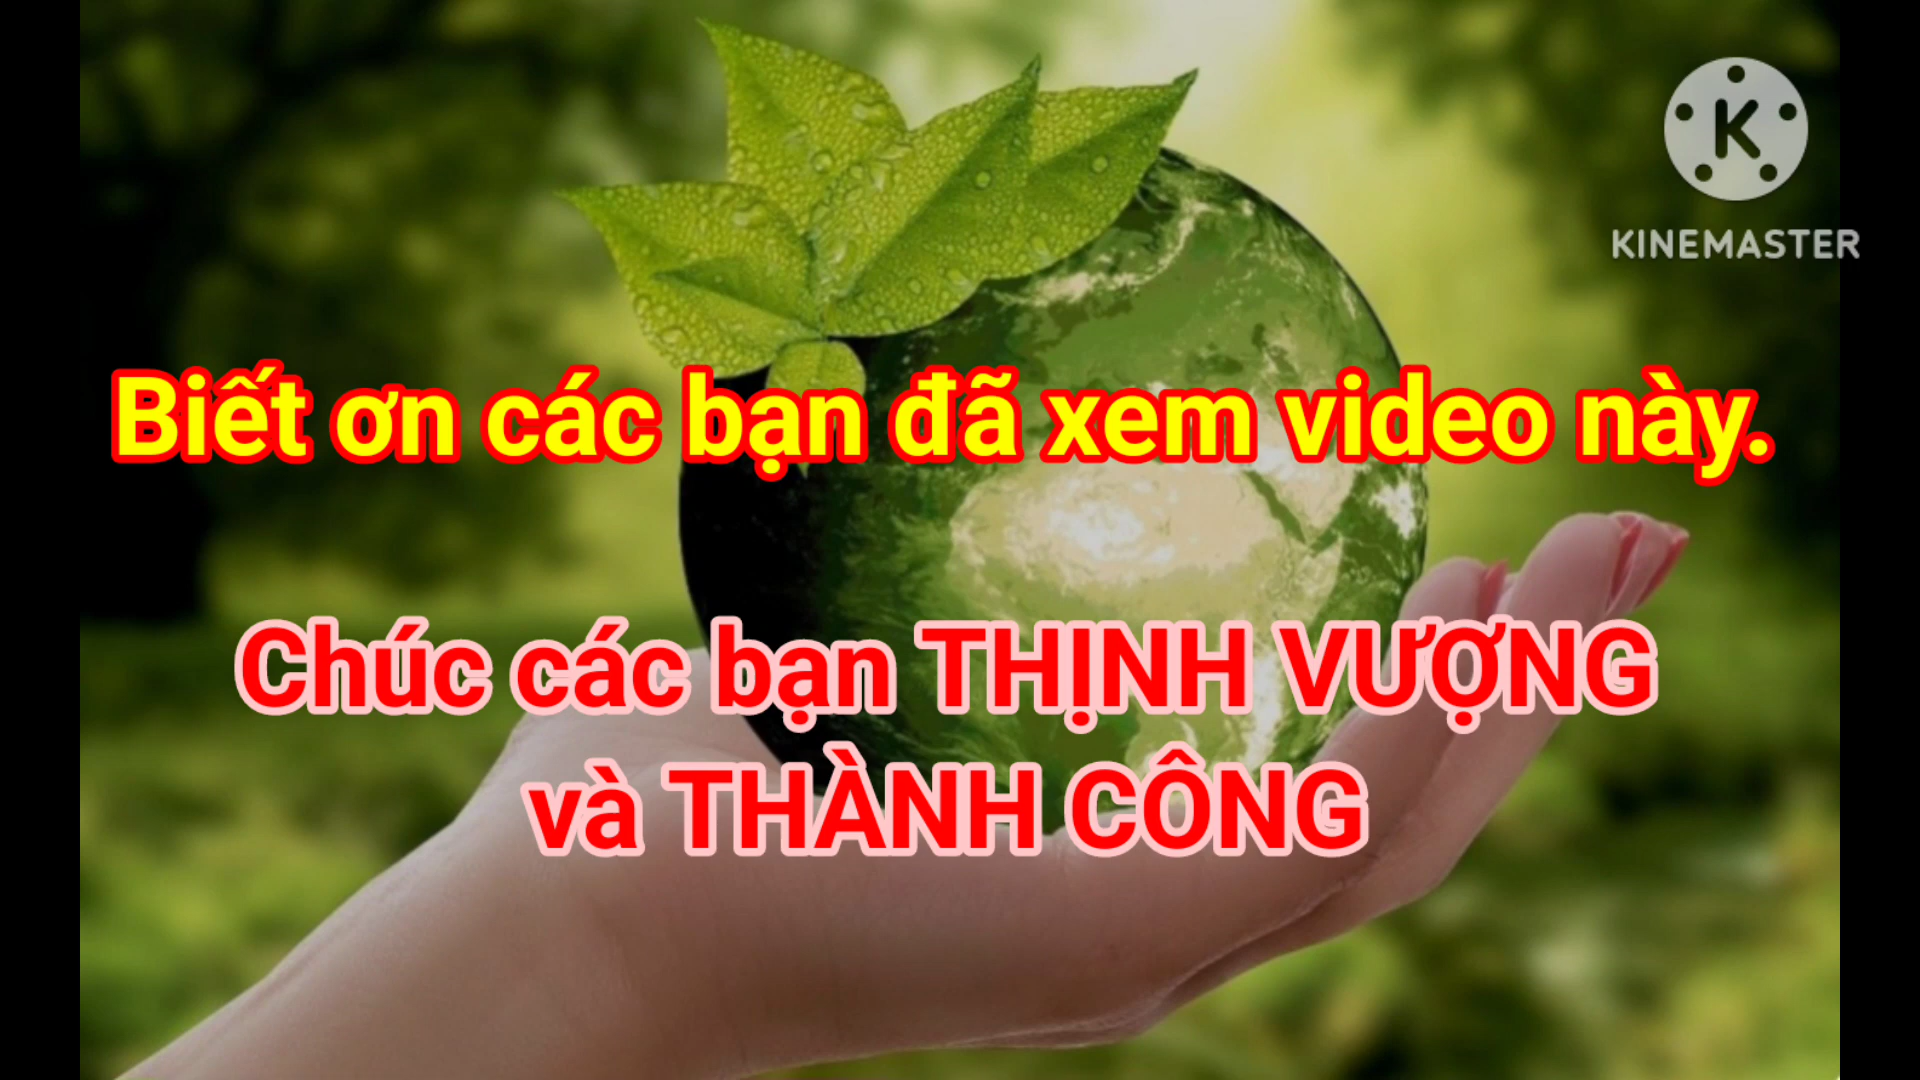 K
KINEMASTER
Biết ơn các bạn đã xem video này.
Chúc các bạn THỊNH VƯỢNG
và THÀNH CÔNG